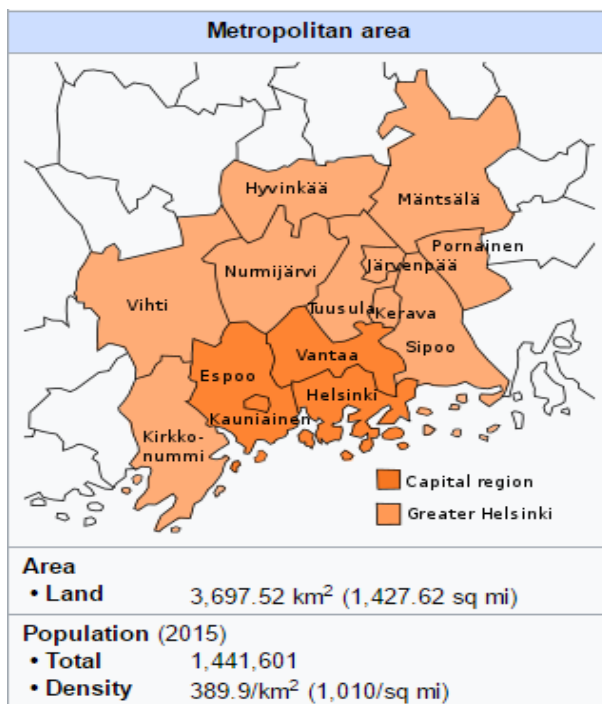 Metropolitan area
Hyvinkää
Mäntsälä
Pornainen
Järvenpää
Nurmijärvi
Vihti
Tuusula
Kerava
Sipoo
Vantaa
Espoo
Helsinki
Kauniainen
Kirkko-
nummi
Capital region
Greater Helsinki
Area
• Land 3,697.52 km² (1,427.62 sq mi)
Population (2015)
• Total 1,441,601
• Density 389.9/km² (1,010/sq mi)